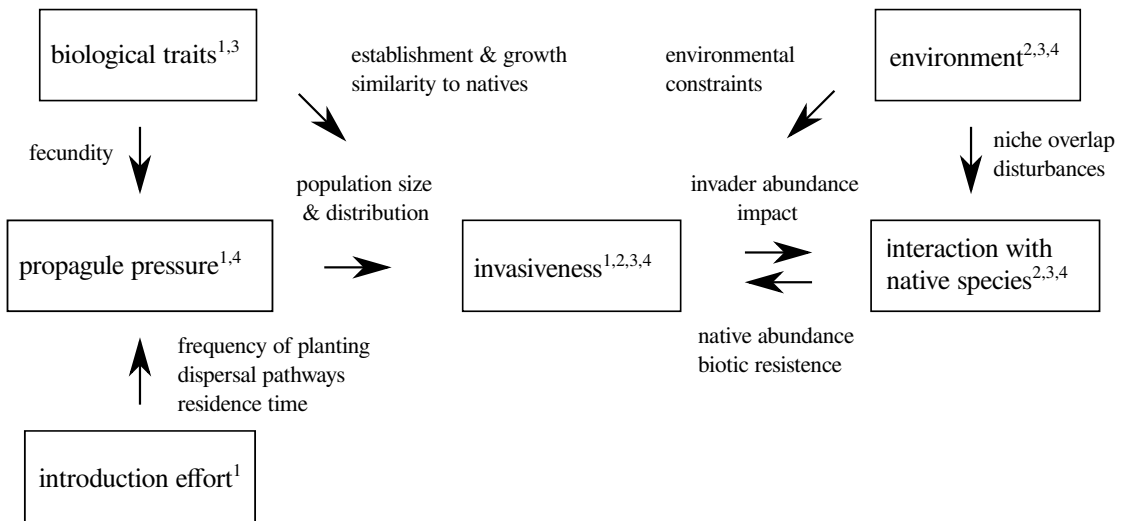 biological traits1,3
establishment & growth
similarity to natives
environmental
constraints
environment2,3,4
fecundity
niche overlap
disturbances
population size
& distribution
invader abundance
impact
propagule pressure1,4
invasiveness1,2,3,4
interaction with
native species2,3,4
frequency of planting
dispersal pathways
residence time
native abundance
biotic resistence
introduction effort1